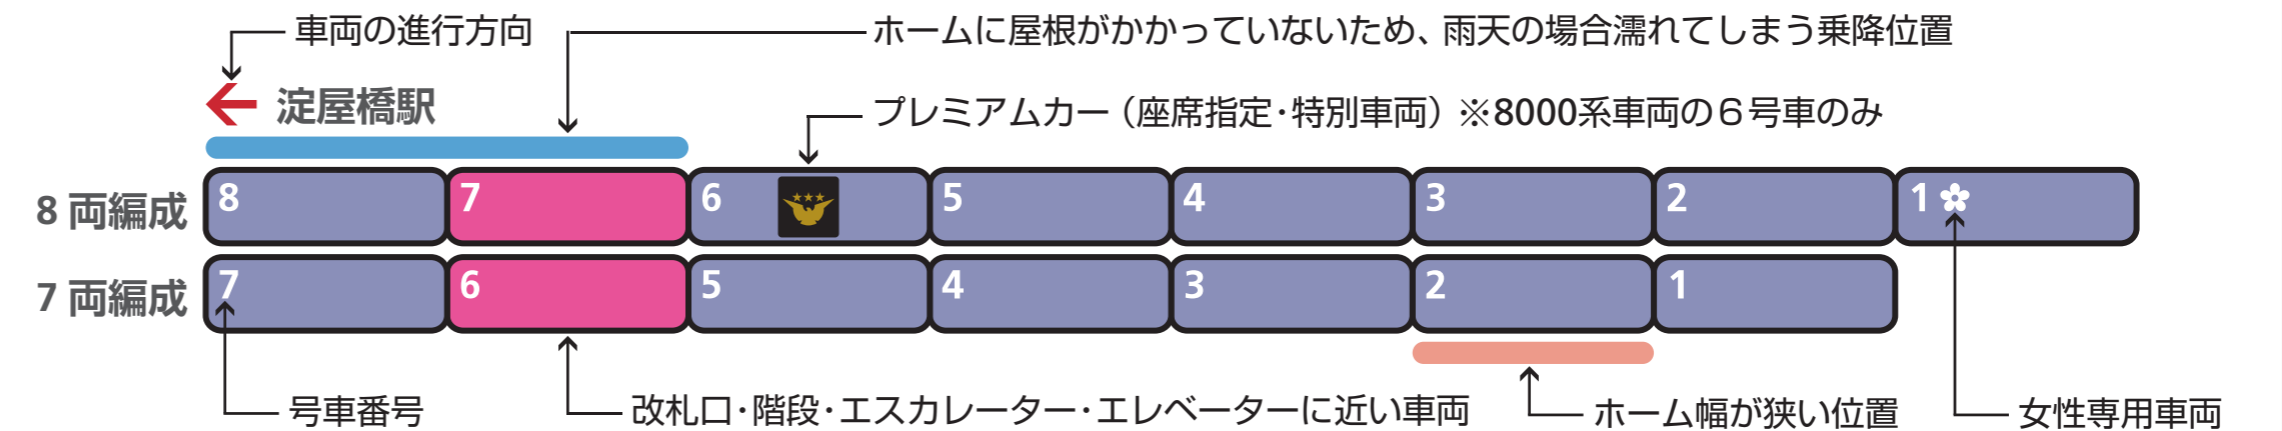 車両の進行方向
ホームに屋根がかかっていないため、雨天の場合濡れてしまう乗降位置
淀屋橋駅
プレミアムカー（座席指定・特別車両）※8000系車両の６号車のみ
8両編成 8 7 6 5 4 3 2 1
7両編成 7 6 5 4 3 2 1
号車番号
改札口・階段・エスカレーター・エレベーターに近い車両
ホーム幅が狭い位置
女性専用車両